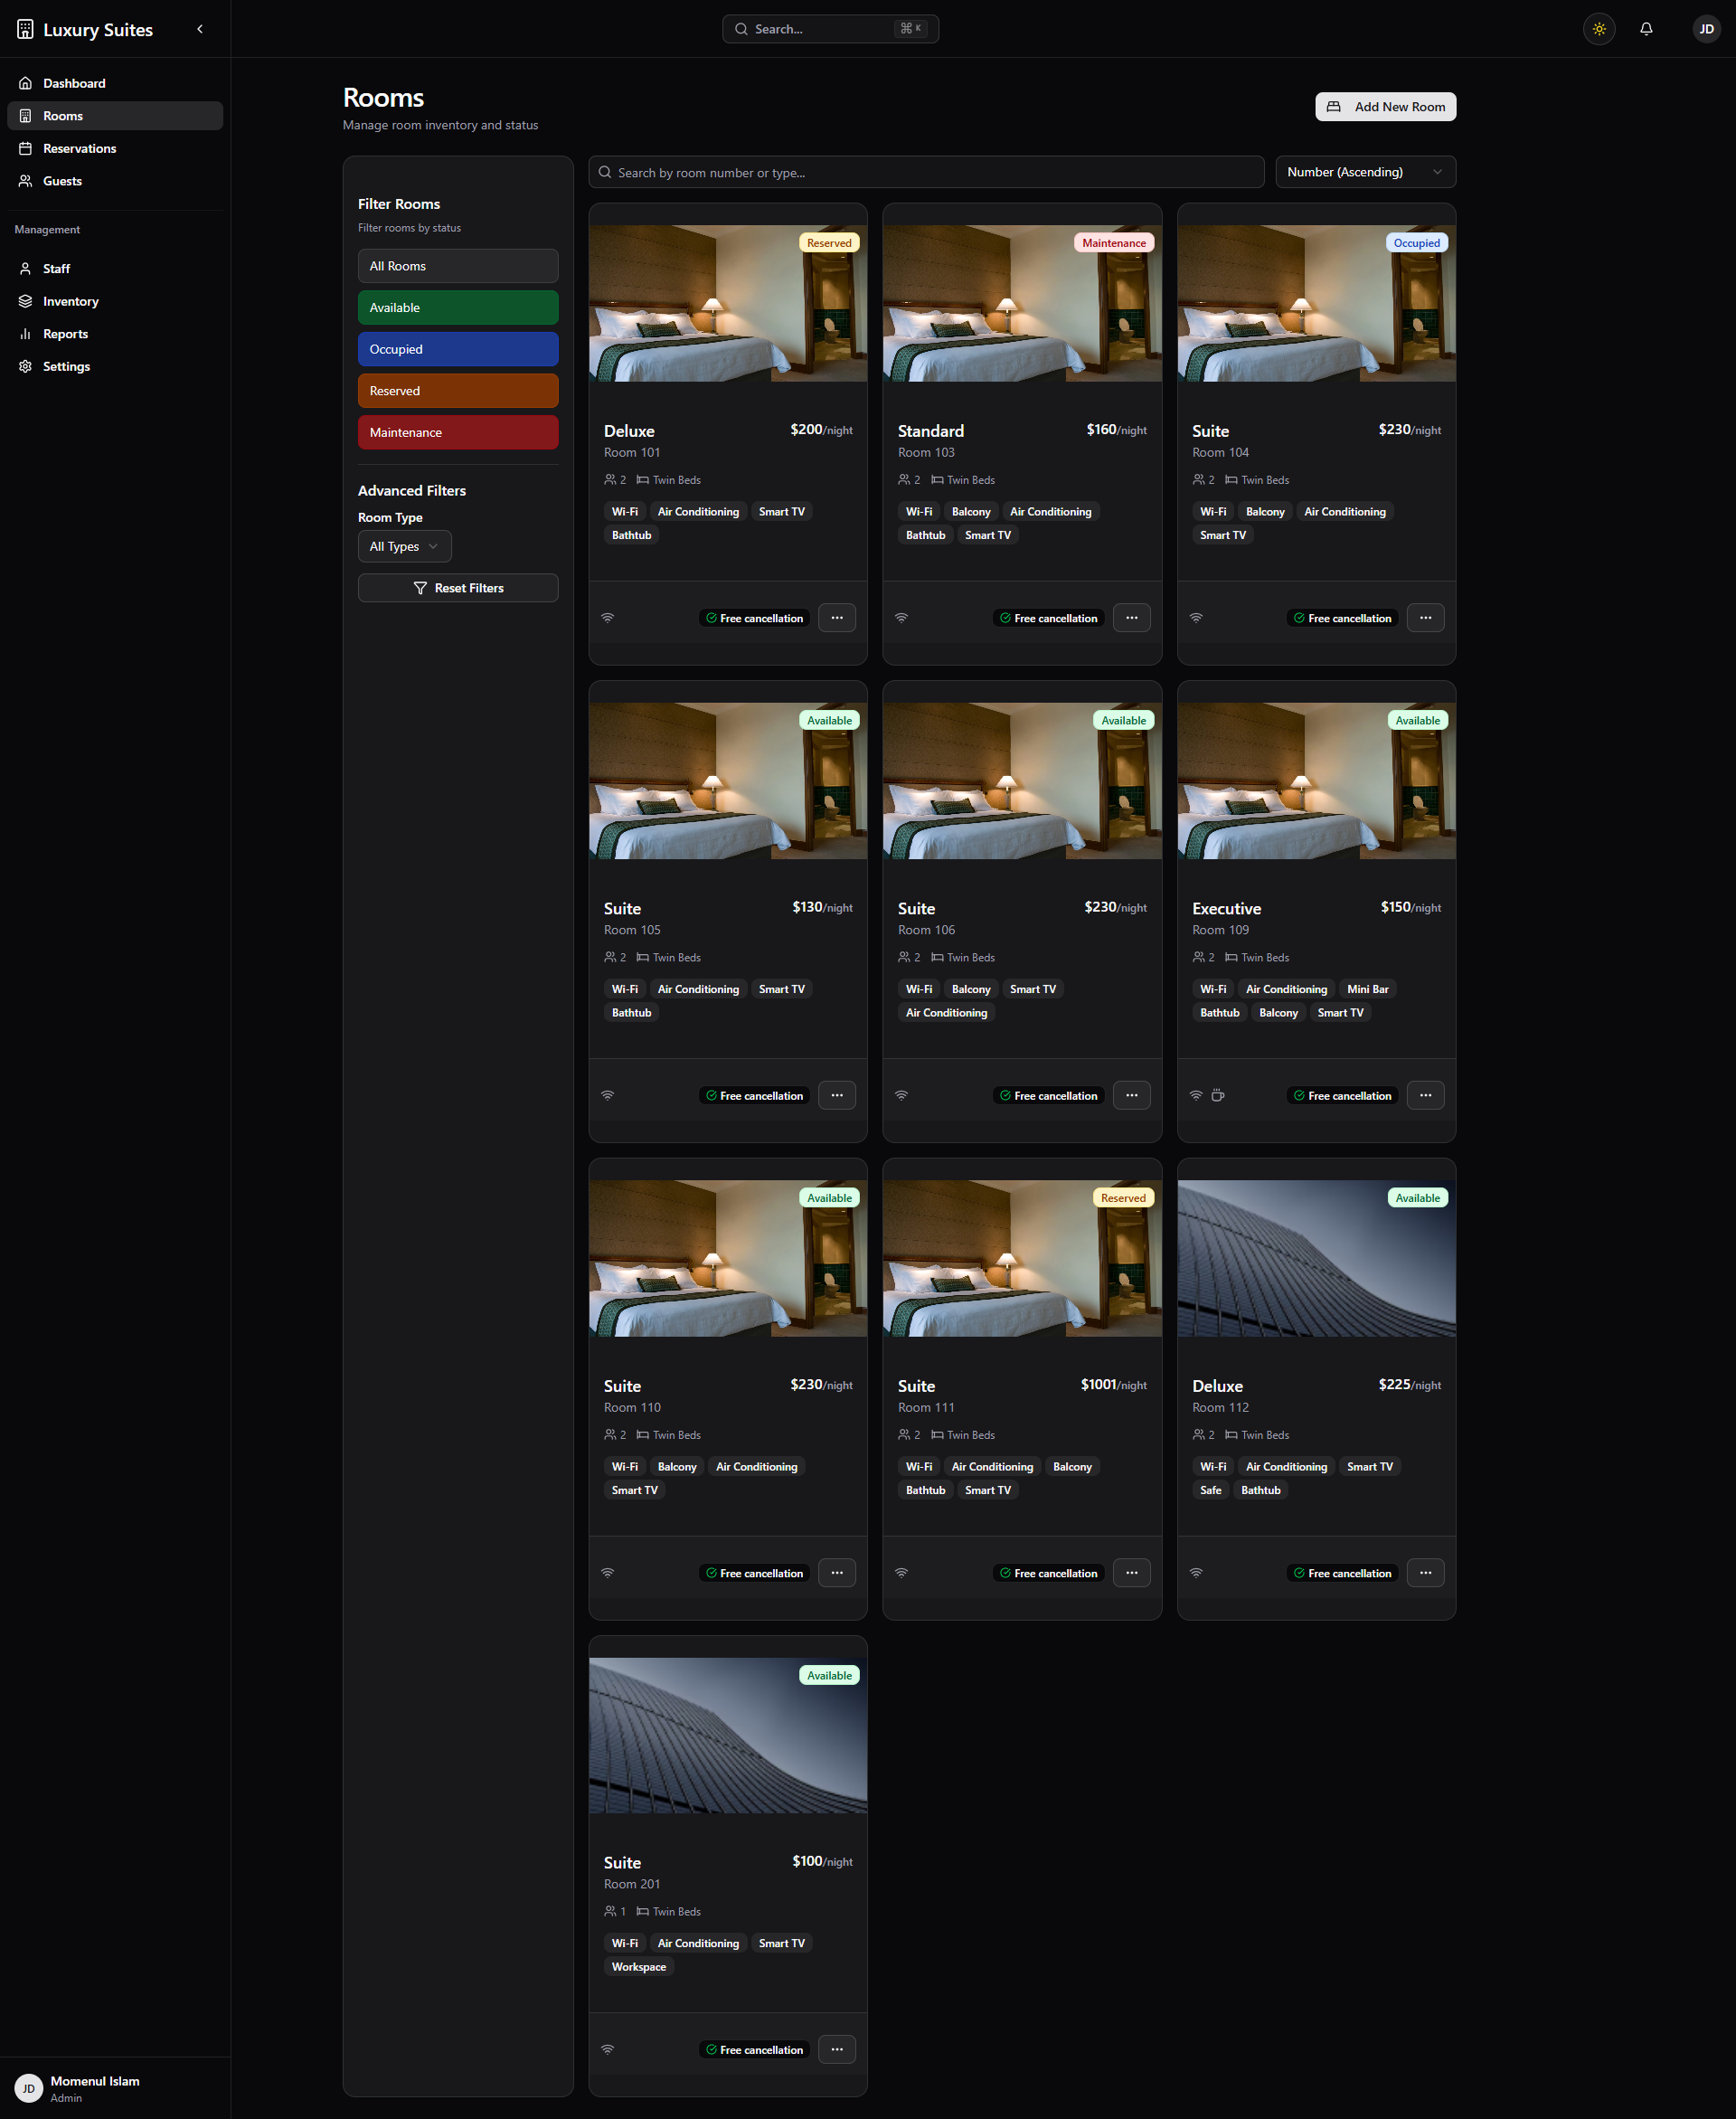 Luxury Suites
Search...
⌘ K
JD
Dashboard
Rooms
Reservations
Guests
Management
Staff
Inventory
Reports
Settings
Momenul Islam
JD
Admin
Rooms
Manage room inventory and status
Add New Room
Filter Rooms
Filter rooms by status
All Rooms
Available
Occupied
Reserved
Maintenance
Advanced Filters
Room Type
All Types
Reset Filters
Search by room number or type...
Number (Ascending)
Reserved
Deluxe
$200/night
Room 101
2 Twin Beds
Wi-Fi Air Conditioning Smart TV
Bathtub
Free cancellation
Maintenance
Standard
$160/night
Room 103
2 Twin Beds
Wi-Fi Balcony Air Conditioning
Bathtub Smart TV
Free cancellation
Occupied
Suite
$230/night
Room 104
2 Twin Beds
Wi-Fi Balcony Air Conditioning
Smart TV
Free cancellation
Available
Suite
$130/night
Room 105
2 Twin Beds
Wi-Fi Air Conditioning Smart TV
Bathtub
Free cancellation
Available
Suite
$230/night
Room 106
2 Twin Beds
Wi-Fi Balcony Smart TV
Air Conditioning
Free cancellation
Available
Executive
$150/night
Room 109
2 Twin Beds
Wi-Fi Air Conditioning Mini Bar
Bathtub Balcony Smart TV
Free cancellation
Available
Suite
$230/night
Room 110
2 Twin Beds
Wi-Fi Balcony Air Conditioning
Smart TV
Free cancellation
Reserved
Suite
$1001/night
Room 111
2 Twin Beds
Wi-Fi Air Conditioning Balcony
Bathtub Smart TV
Free cancellation
Available
Deluxe
$225/night
Room 112
2 Twin Beds
Wi-Fi Air Conditioning Smart TV
Safe Bathtub
Free cancellation
Available
Suite
$100/night
Room 201
1 Twin Beds
Wi-Fi Air Conditioning Smart TV
Workspace
Free cancellation